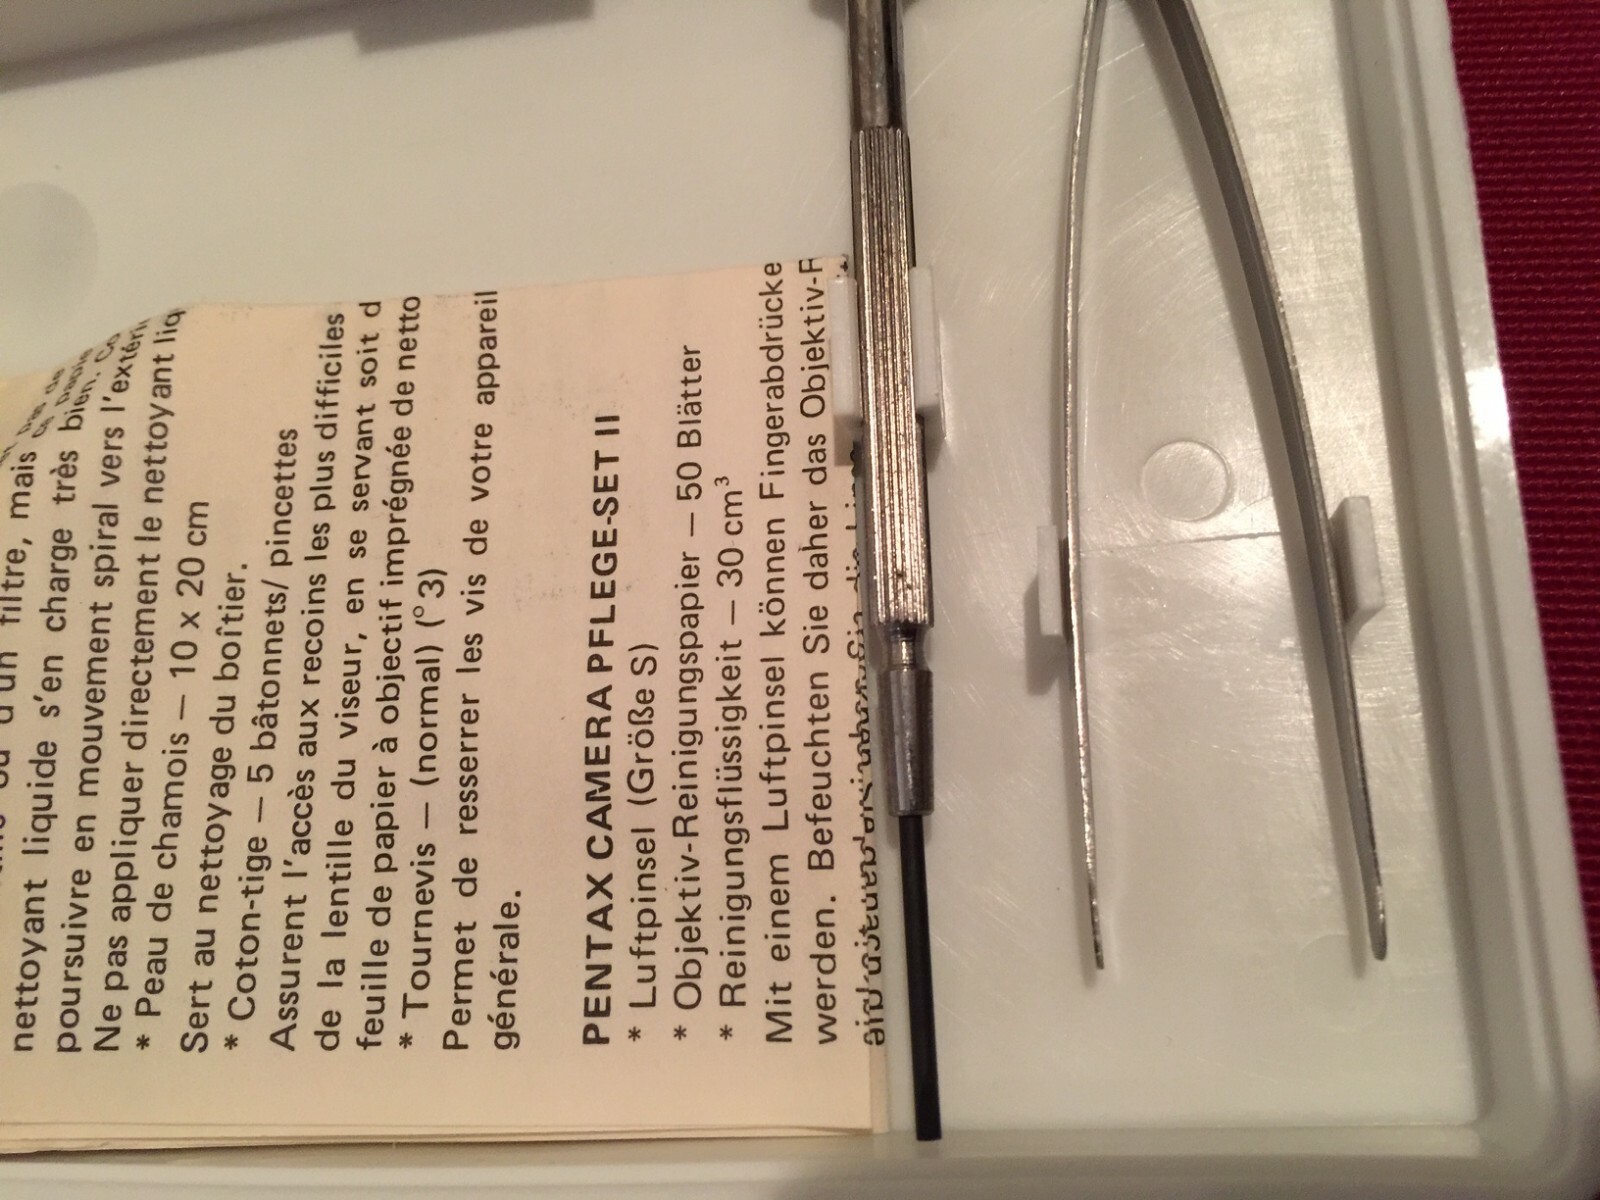 filtre, mais
nettoyant liquide s'en charge très bien.
poursuivre en mouvement spiral vers l'extéri
Ne pas appliquer directement le nettoyant liq
* Peau de chamois – 10 x 20 cm
Sert au nettoyage du boîtier.
* Coton-tige – 5 bâtonnets/ pincettes
Assurent l'accès aux recoins les plus difficiles
de la lentille du viseur, en se servant soit d
feuille de papier à objectif imprégnée de netto
* Tournevis – (normal) (° 3)
Permet de resserrer les vis de votre appareil
générale.
PENTAX CAMERA PFLEGE-SET II
* Luftpinsel (Größe S)
* Objektiv-Reinigungspapier – 50 Blätter
* Reinigungsflüssigkeit – 30 cm³
Mit einem Luftpinsel können Fingerabdrücke
werden. Befeuchten Sie daher das Objektiv-R